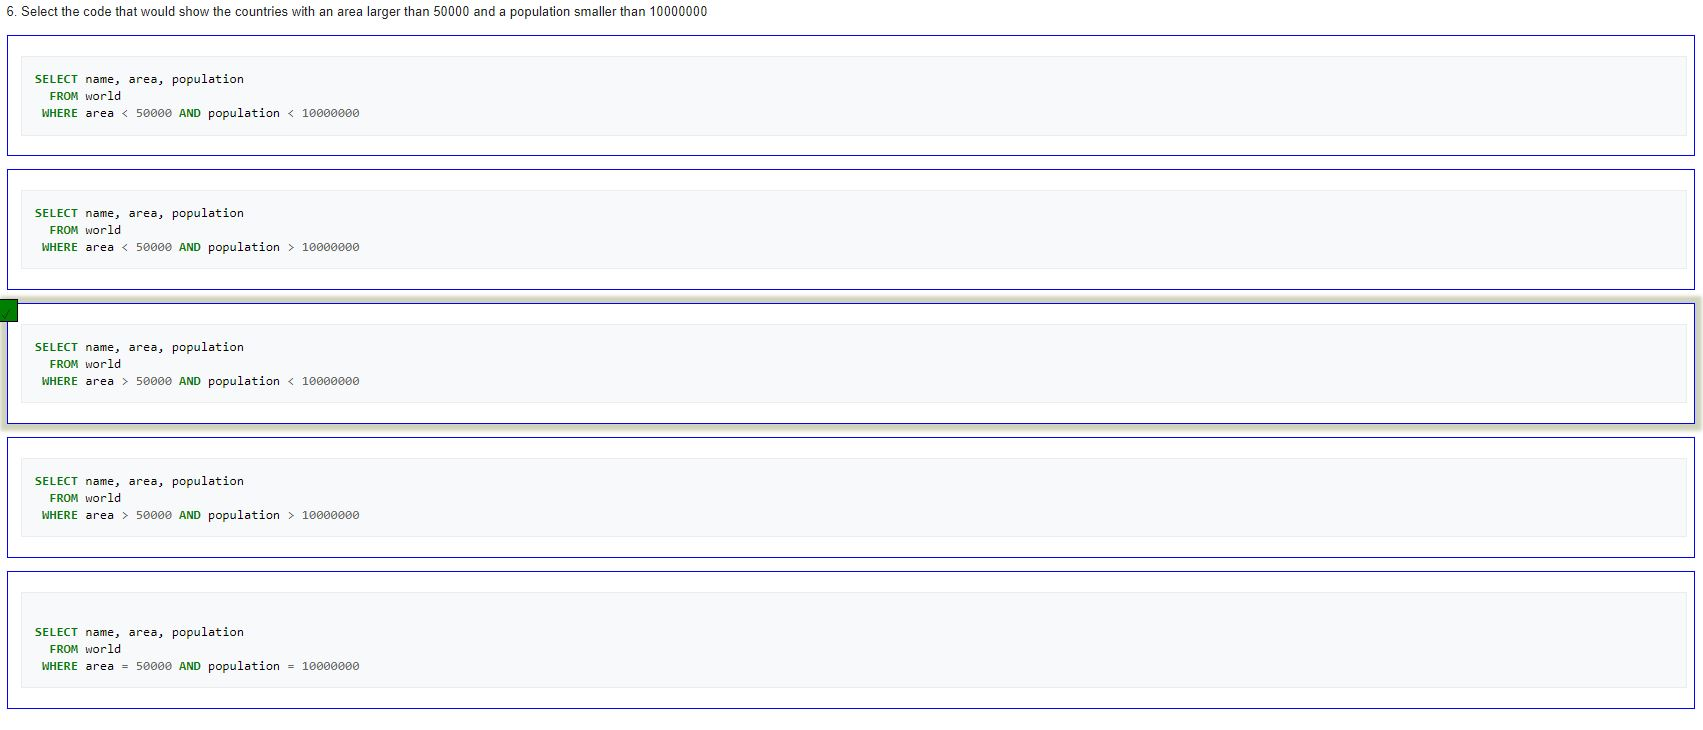 6. Select the code that would show the countries with an area larger than 50000 and a population smaller than 10000000
SELECT name, area, population
FROM world
WHERE area < 50000 AND population < 10000000
SELECT name, area, population
FROM world
WHERE area < 50000 AND population > 10000000
✓
SELECT name, area, population
FROM world
WHERE area > 50000 AND population < 10000000
SELECT name, area, population
FROM world
WHERE area > 50000 AND population > 10000000
SELECT name, area, population
FROM world
WHERE area = 50000 AND population = 10000000